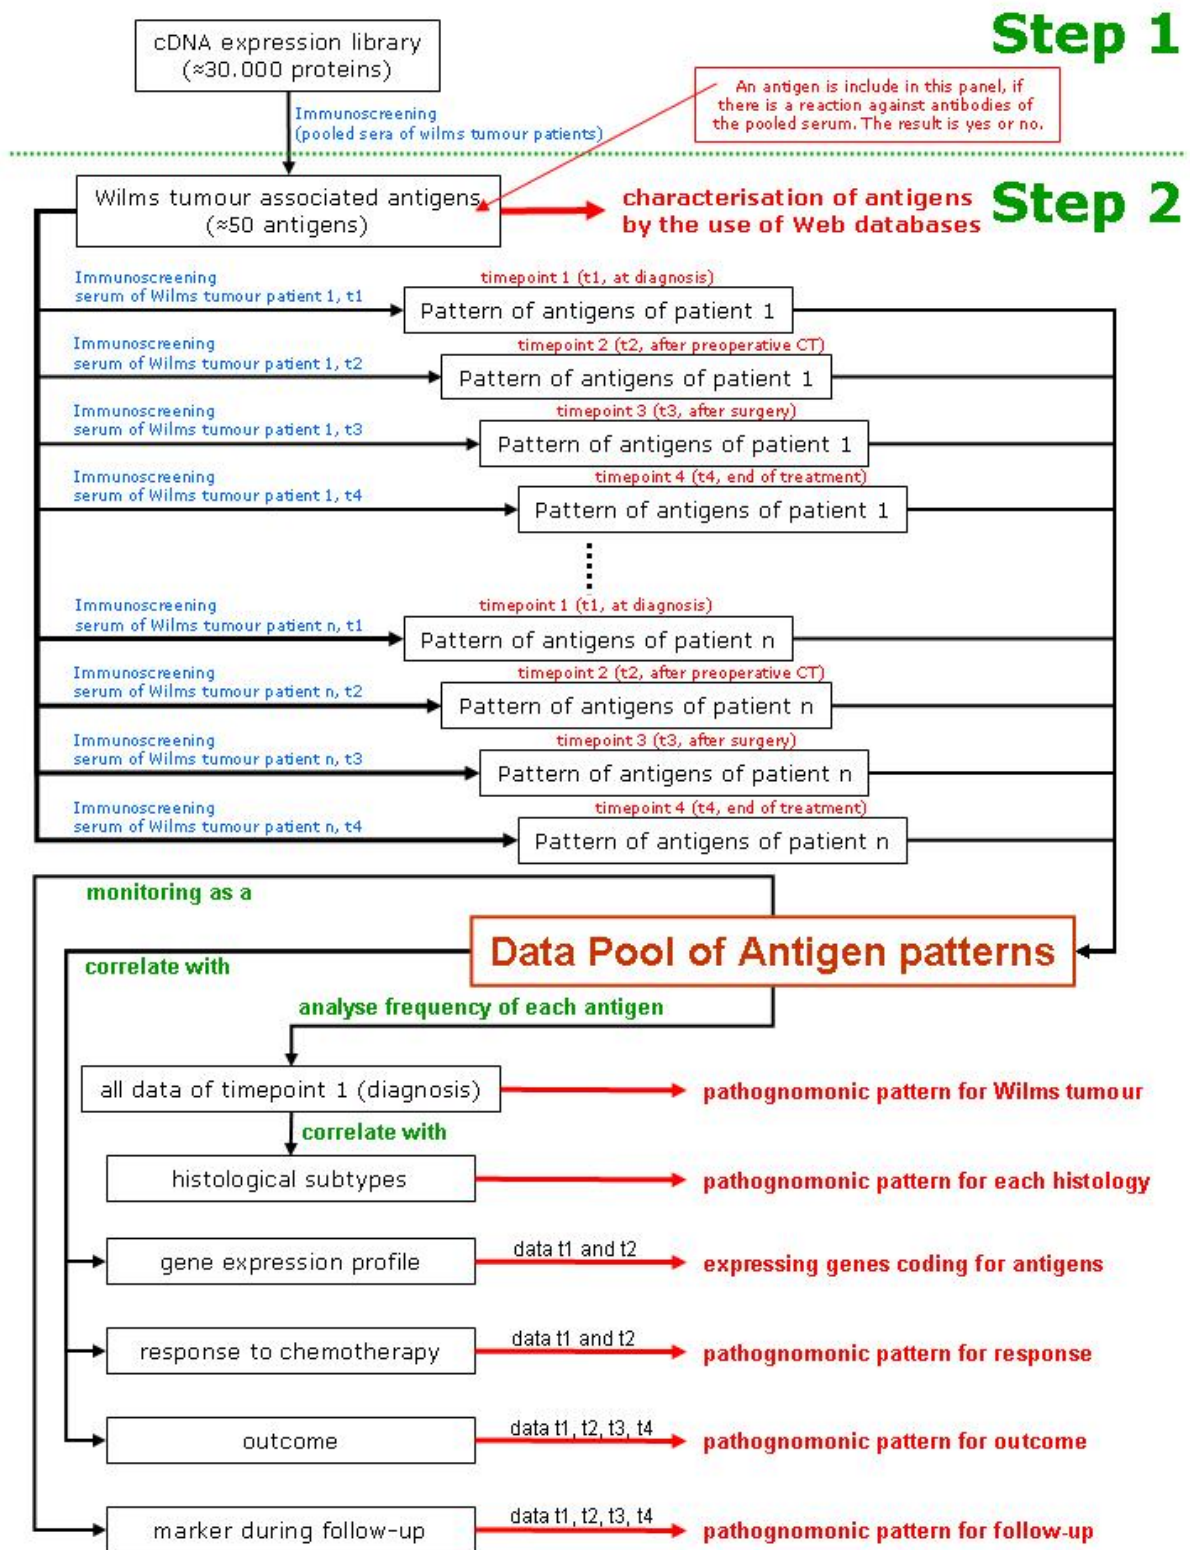 Step 1
cDNA expression library
(≈30.000 proteins)
An antigen is include in this panel, if
there is a reaction against antibodies of
the pooled serum. The result is yes or no.
Immunoscreening
(pooled sera of wilms tumour patients)
Step 2
Wilms tumour associated antigens
(≈50 antigens)
characterisation of antigens
by the use of Web databases
Immunoscreening
serum of Wilms tumour patient 1, t1
timepoint 1 (t1, at diagnosis)
Pattern of antigens of patient 1
Immunoscreening
serum of Wilms tumour patient 1, t2
timepoint 2 (t2, after preoperative CT)
Pattern of antigens of patient 1
Immunoscreening
serum of Wilms tumour patient 1, t3
timepoint 3 (t3, after surgery)
Pattern of antigens of patient 1
Immunoscreening
serum of Wilms tumour patient 1, t4
timepoint 4 (t4, end of treatment)
Pattern of antigens of patient 1
Immunoscreening
serum of Wilms tumour patient n, t1
timepoint 1 (t1, at diagnosis)
Pattern of antigens of patient n
Immunoscreening
serum of Wilms tumour patient n, t2
timepoint 2 (t2, after preoperative CT)
Pattern of antigens of patient n
Immunoscreening
serum of Wilms tumour patient n, t3
timepoint 3 (t3, after surgery)
Pattern of antigens of patient n
Immunoscreening
serum of Wilms tumour patient n, t4
timepoint 4 (t4, end of treatment)
Pattern of antigens of patient n
monitoring as a
Data Pool of Antigen patterns
correlate with
analyse frequency of each antigen
all data of timepoint 1 (diagnosis)
pathognomonic pattern for Wilms tumour
correlate with
histological subtypes
pathognomonic pattern for each histology
gene expression profile
data t1 and t2
expressing genes coding for antigens
response to chemotherapy
data t1 and t2
pathognomonic pattern for response
outcome
data t1, t2, t3, t4
pathognomonic pattern for outcome
marker during follow-up
data t1, t2, t3, t4
pathognomonic pattern for follow-up